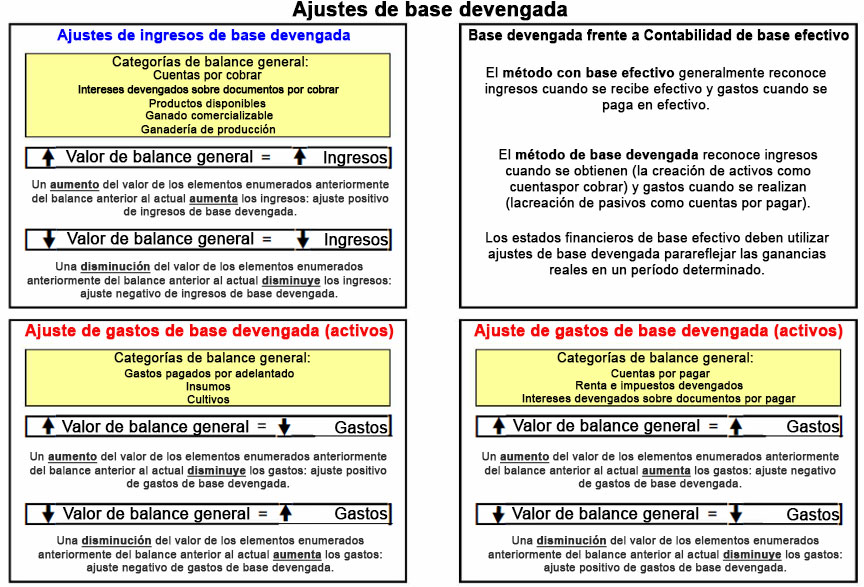 Ajustes de base devengada
Ajustes de ingresos de base devengada
Categorías de balance general:
Cuentas por cobrar
Intereses devengados sobre documentos por cobrar
Productos disponibles
Ganado comercializable
Ganadería de producción
↑ Valor de balance general = ↑ Ingresos
Un aumento del valor de los elementos enumerados anteriormente
del balance anterior al actual aumenta los ingresos: ajuste positivo
de ingresos de base devengada.
↓ Valor de balance general = ↓ Ingresos
Una disminución del valor de los elementos enumerados
anteriormente del balance anterior al actual disminuye los ingresos:
ajuste negativo de ingresos de base devengada.
Base devengada frente a Contabilidad de base efectivo
El método con base efectivo generalmente reconoce
ingresos cuando se recibe efectivo y gastos cuando se
paga en efectivo.
El método de base devengada reconoce ingresos
cuando se obtienen (la creación de activos como
cuentaspor cobrar) y gastos cuando se realizan
(lacreación de pasivos como cuentas por pagar).
Los estados financieros de base efectivo deben utilizar
ajustes de base devengada parareflejar las ganancias
reales en un período determinado.
Ajuste de gastos de base devengada (activos)
Categorías de balance general:
Gastos pagados por adelantado
Insumos
Cultivos
↑ Valor de balance general = ↓ Gastos
Un aumento del valor de los elementos enumerados anteriormente
del balance anterior al actual disminuye los gastos: ajuste positivo
de gastos de base devengada.
↓ Valor de balance general = ↑ Gastos
Una disminución del valor de los elementos enumerados
anteriormente del balance anterior al actual aumenta los gastos:
ajuste negativo de gastos de base devengada.
Ajuste de gastos de base devengada (activos)
Categorías de balance general:
Cuentas por pagar
Renta e impuestos devengados
Intereses devengados sobre documentos por pagar
↑ Valor de balance general = ↑ Gastos
Un aumento del valor de los elementos enumerados anteriormente
del balance anterior al actual aumenta los gastos: ajuste negativo
de gastos de base devengada.
↓ Valor de balance general = ↓ Gastos
Una disminución del valor de los elementos enumerados
anteriormente del balance anterior al actual disminuye los gastos:
ajuste positivo de gastos de base devengada.